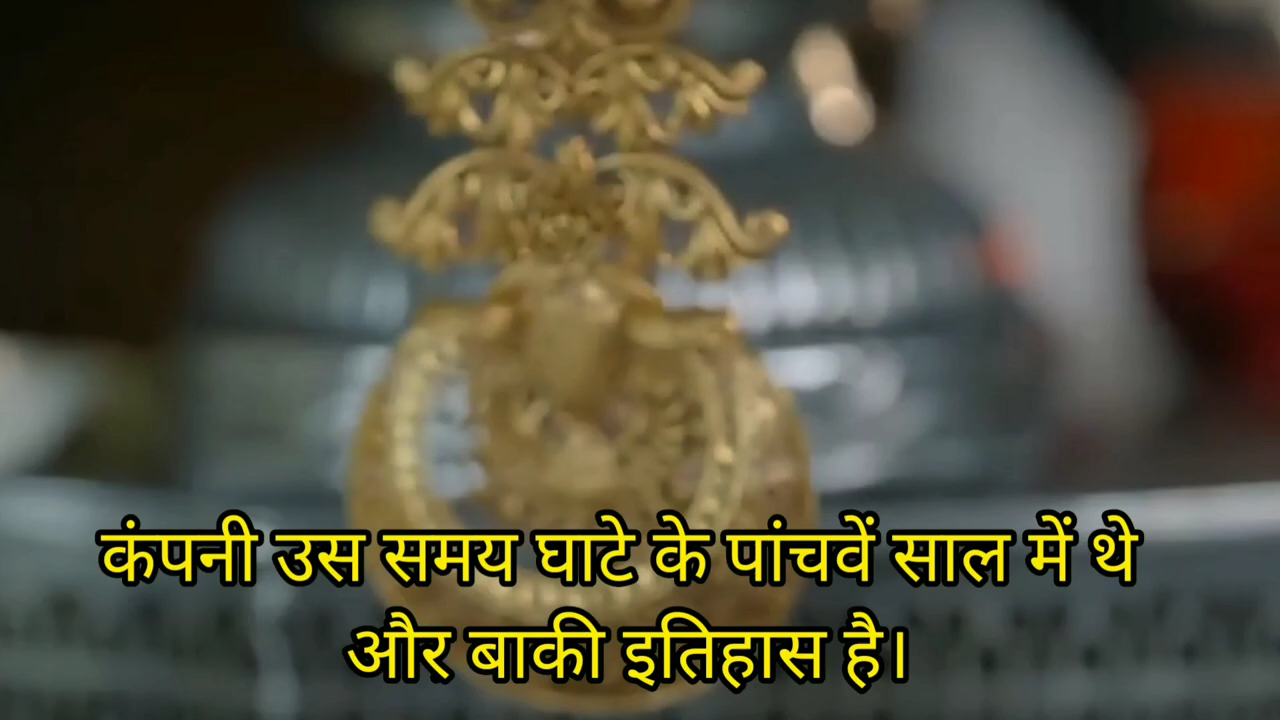 कंपनी उस समय घाटे के पांचवें साल में थे
और बाकी इतिहास है।